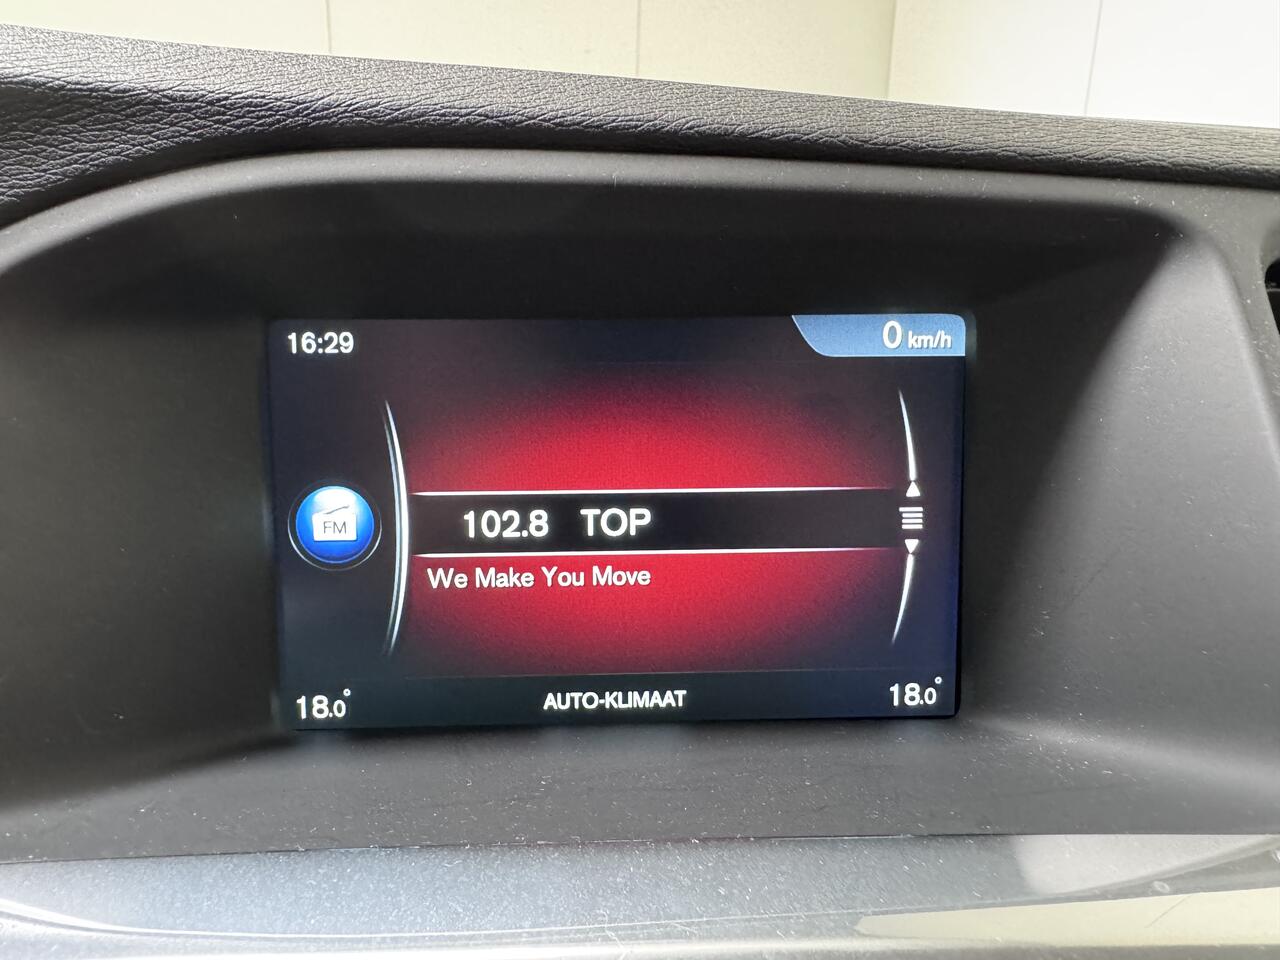 16:29
0 km/h
FM
102.8 TOP
We Make You Move
18.0°
AUTO-KLIMAAT
18.0°